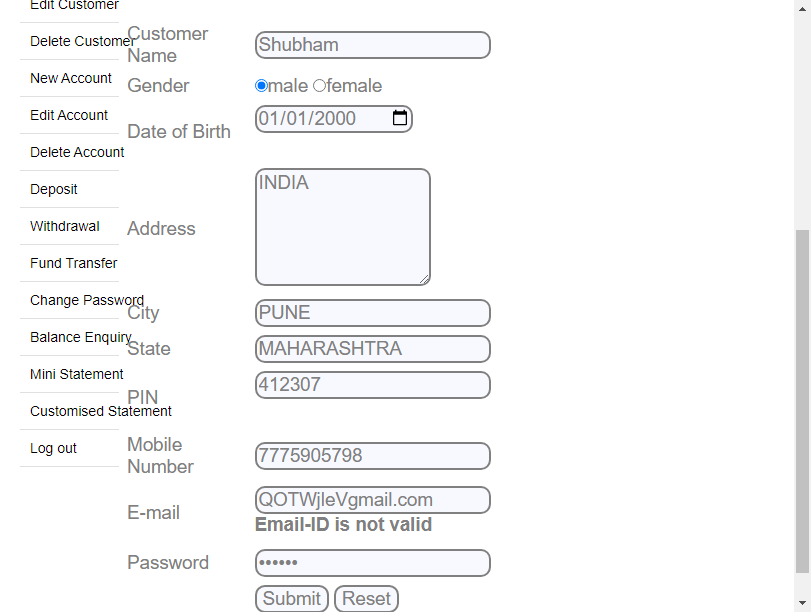 Edit Customer
Delete Customer
New Account
Edit Account
Delete Account
Deposit
Withdrawal
Fund Transfer
Change Password
Balance Enquiry
Mini Statement
Customised Statement
Log out
Customer Name Shubham
Gender male female
Date of Birth 01/01/2000
Address INDIA
City PUNE
State MAHARASHTRA
PIN 412307
Mobile Number 7775905798
E-mail QOTWjleVgmail.com
Email-ID is not valid
Password ••••••
Submit Reset